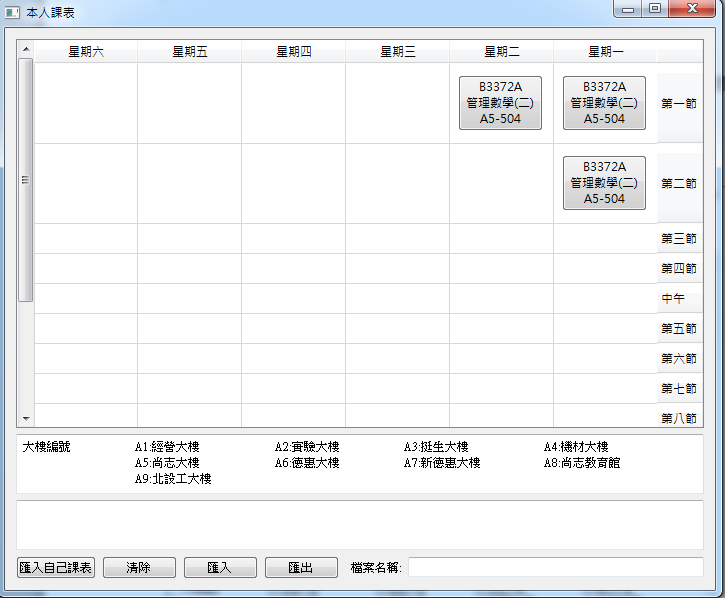 本人課表
星期六 星期五 星期四 星期三 星期二 星期一
B3372A
管理數學(二)
A5-504
B3372A
管理數學(二)
A5-504
第一節
B3372A
管理數學(二)
A5-504
第二節
第三節
第四節
中午
第五節
第六節
第七節
第八節
大樓編號 A1:經營大樓 A2:實驗大樓 A3:挺生大樓 A4:機材大樓
A5:尚志大樓 A6:德惠大樓 A7:新德惠大樓 A8:尚志教育館
A9:北設工大樓
匯入自己課表 清除 匯入 匯出 檔案名稱: